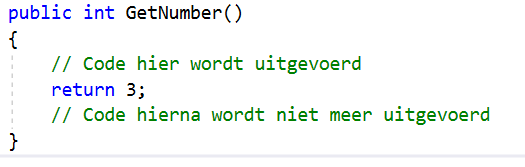 public int GetNumber()
{
// Code hier wordt uitgevoerd
return 3;
// Code hierna wordt niet meer uitgevoerd
}